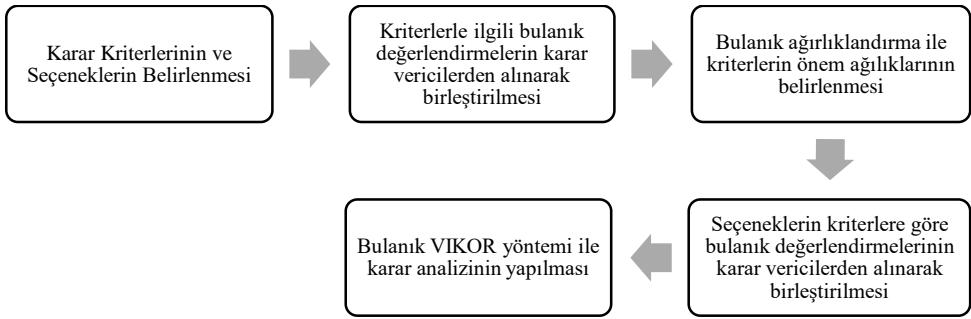 Karar Kriterlerinin ve
Seçeneklerin Belirlenmesi
Kriterlerle ilgili bulanık
değerlendirmelerin karar
vericilerden alınarak
birleştirilmesi
Bulanık ağırlıklandırma ile
kriterlerin önem ağılıklarının
belirlenmesi
Seçeneklerin kriterlere göre
bulanık değerlendirmelerinin
karar vericilerden alınarak
birleştirilmesi
Bulanık VIKOR yöntemi ile
karar analizinin yapılması